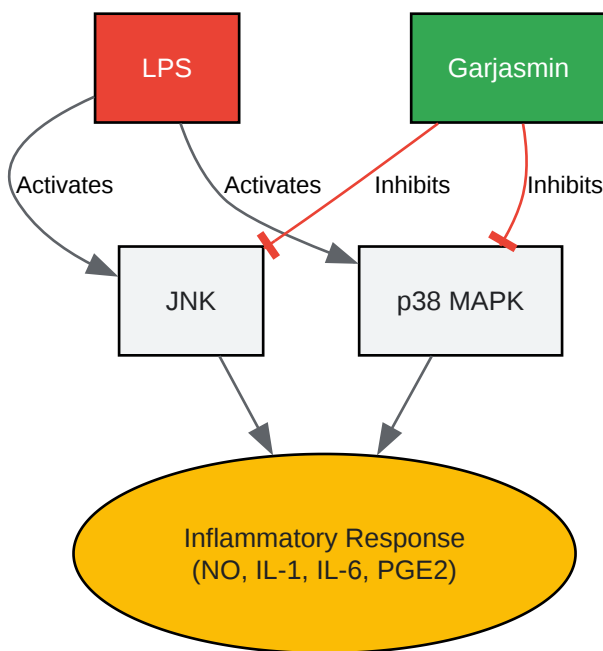 LPS
Garjasmin
Activates
Activates
Inhibits
Inhibits
JNK
p38 MAPK
Inflammatory Response
(NO, IL-1, IL-6, PGE2)